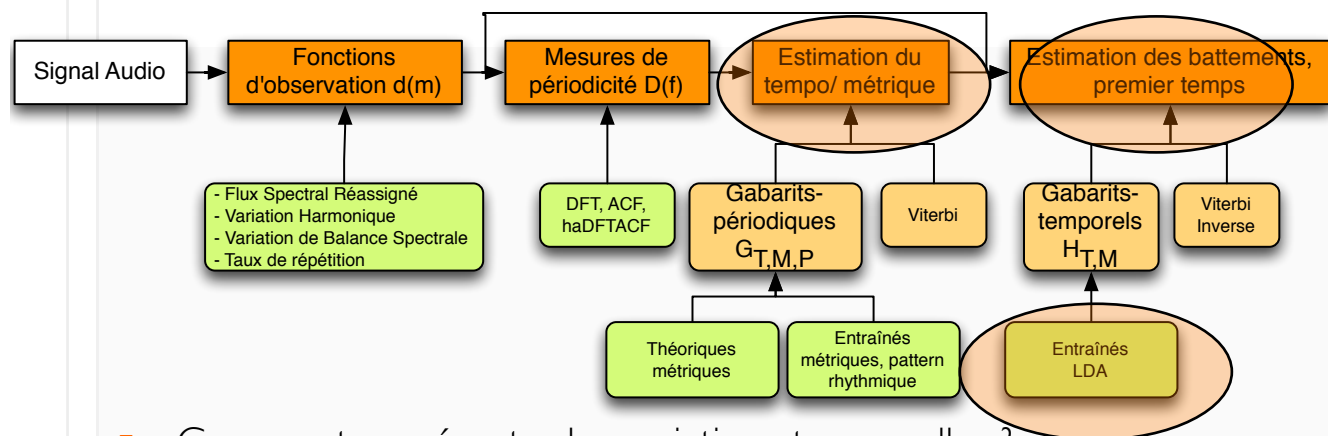 Signal Audio
Fonctions
d'observation d(m)
Mesures de
périodicité D(f)
Estimation du
tempo/ métrique
Estimation des battements,
premier temps
- Flux Spectral Réassigné
- Variation Harmonique
- Variation de Balance Spectrale
- Taux de répétition
DFT, ACF,
haDFTACF
Gabarits-
périodiques
G T,M,P
Viterbi
Gabarits-
temporels
H T,M
Viterbi
Inverse
Théoriques
métriques
Entraînés
métriques, pattern
rhythmique
Entraînés
LDA